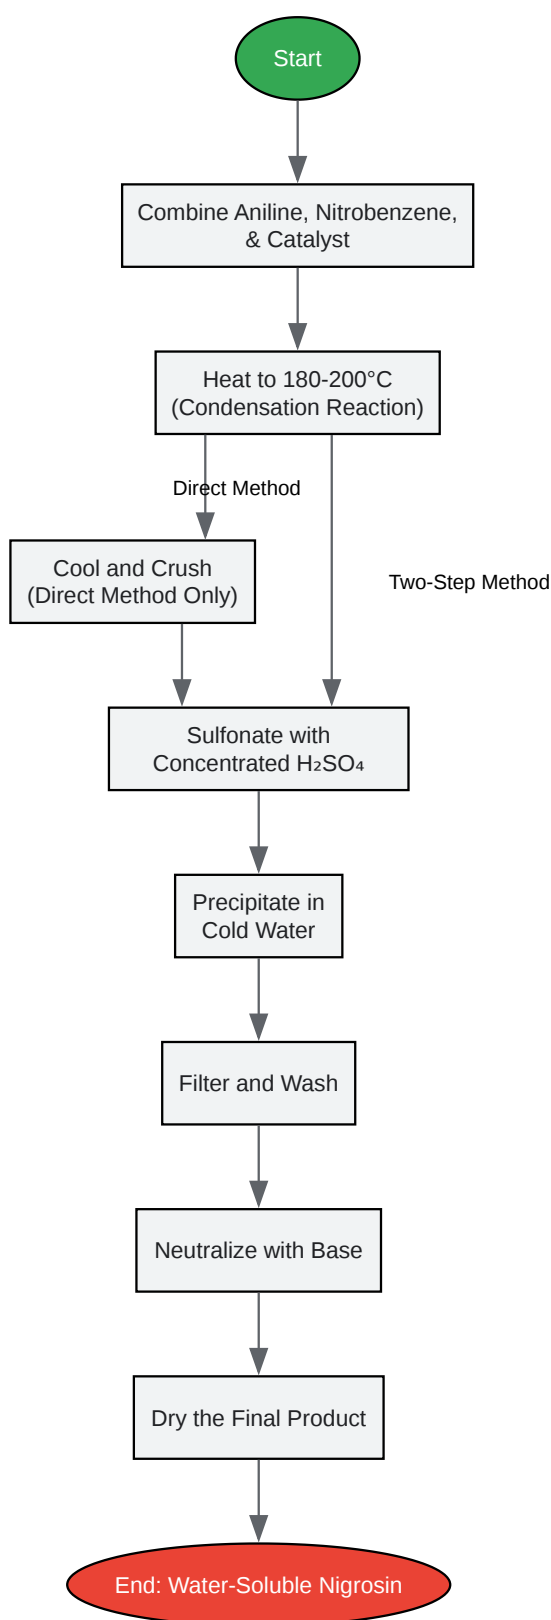 Start
Combine Aniline, Nitrobenzene,
& Catalyst
Heat to 180-200°C
(Condensation Reaction)
Direct Method
Cool and Crush
(Direct Method Only)
Two-Step Method
Sulfonate with
Concentrated H₂SO₄
Precipitate in
Cold Water
Filter and Wash
Neutralize with Base
Dry the Final Product
End: Water-Soluble Nigrosin